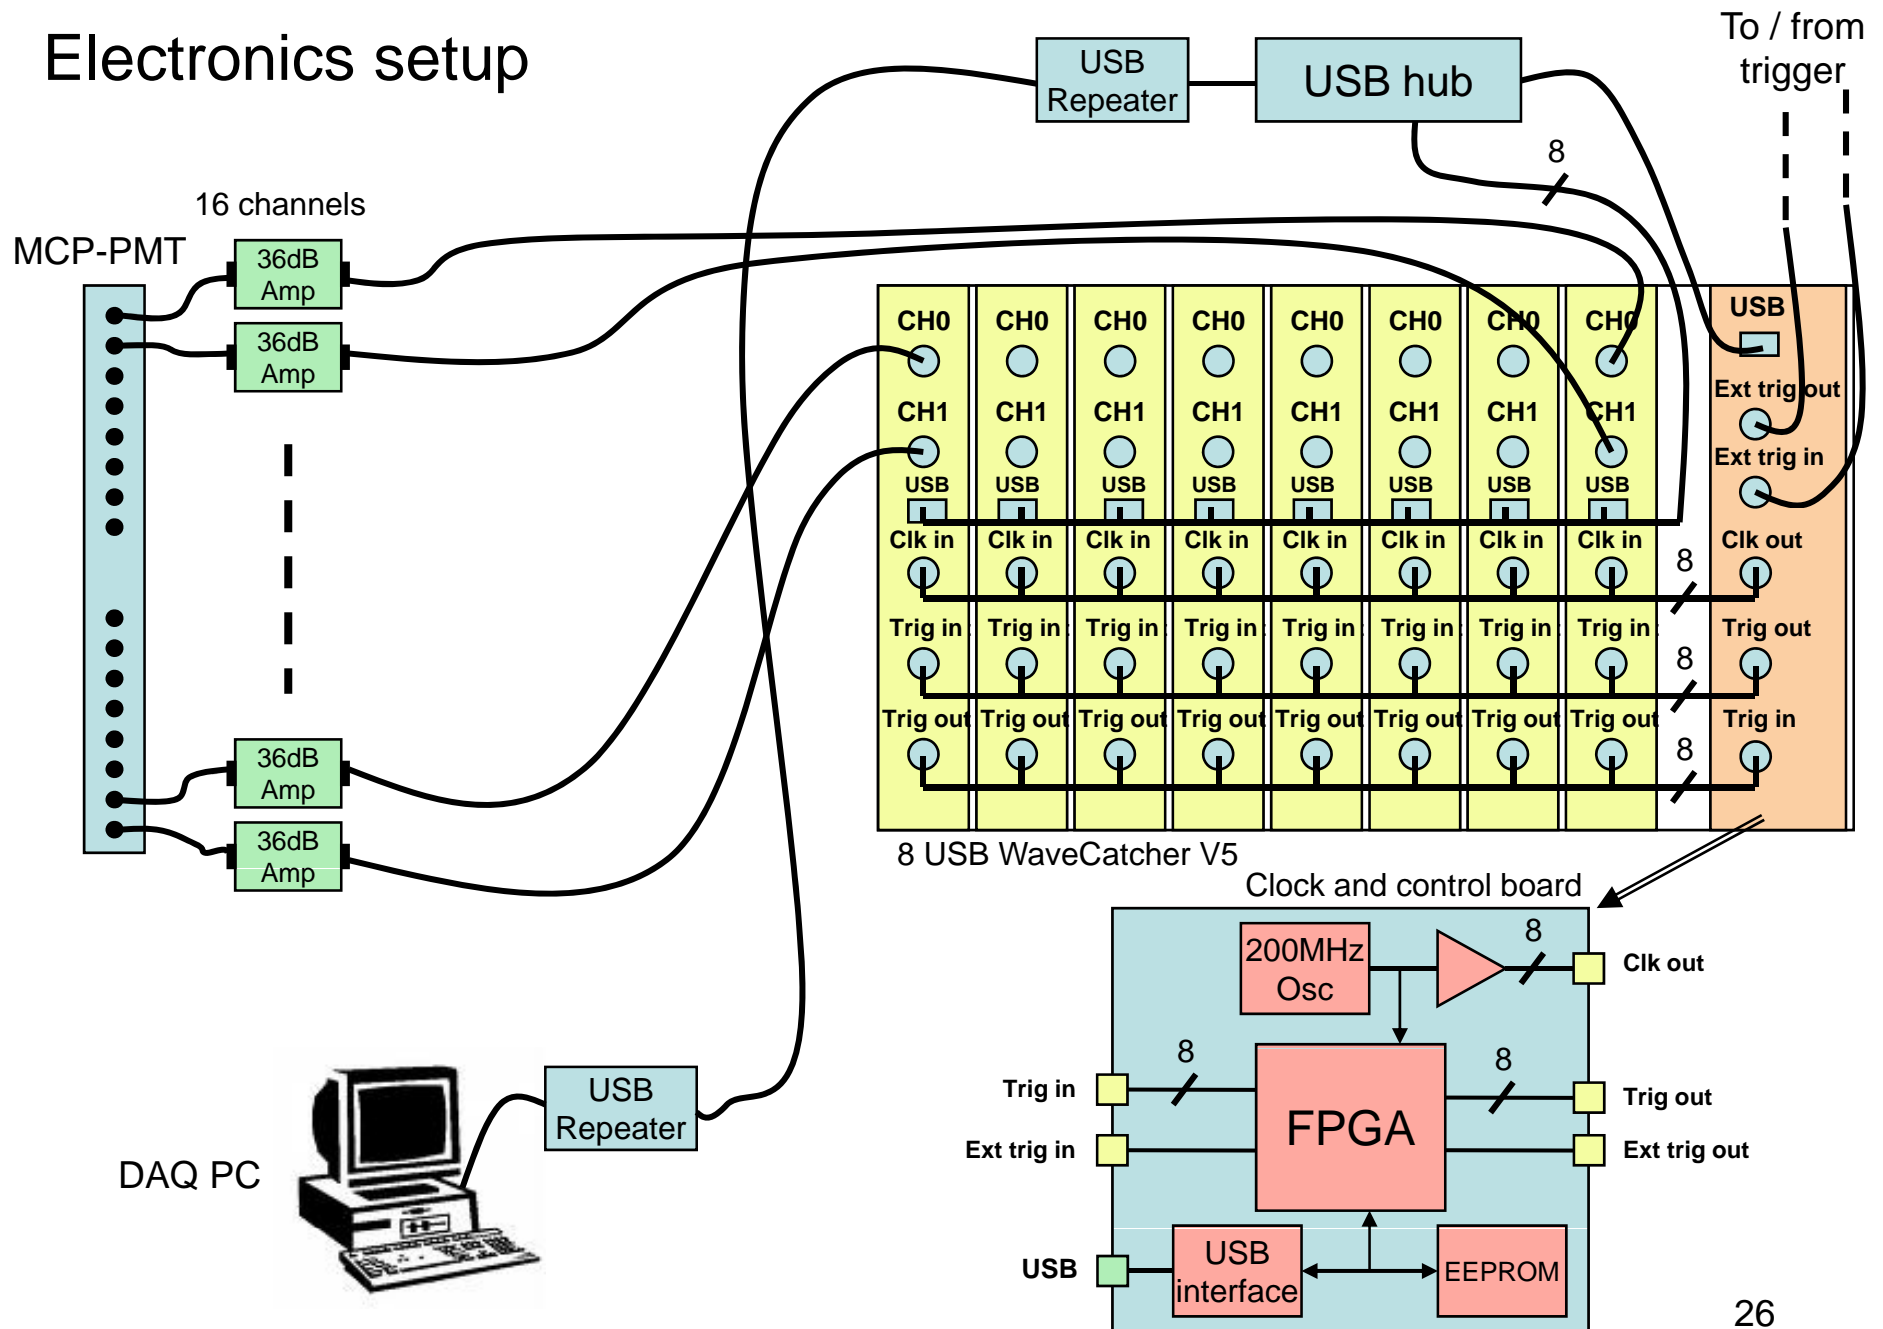 Electronics setup
USB
Repeater
USB hub
To / from
trigger
8
16 channels
MCP-PMT
36dB
Amp
36dB
Amp
36dB
Amp
36dB
Amp
CH0 CH0 CH0 CH0 CH0 CH0 CH0 CH0
USB
Ext trig out
CH1 CH1 CH1 CH1 CH1 CH1 CH1 CH1
Ext trig in
USB USB USB USB USB USB USB USB
Clk in Clk in Clk in Clk in Clk in Clk in Clk in Clk in
8
Clk out
Trig in Trig in Trig in Trig in Trig in Trig in Trig in Trig in
8
Trig out
Trig out Trig out Trig out Trig out Trig out Trig out Trig out Trig out
8
Trig in
8 USB WaveCatcher V5
Clock and control board
200MHz
Osc
8
Clk out
Trig in
8
FPGA
8
Trig out
Ext trig in
Ext trig out
USB
USB
interface
EEPROM
USB
Repeater
DAQ PC
26